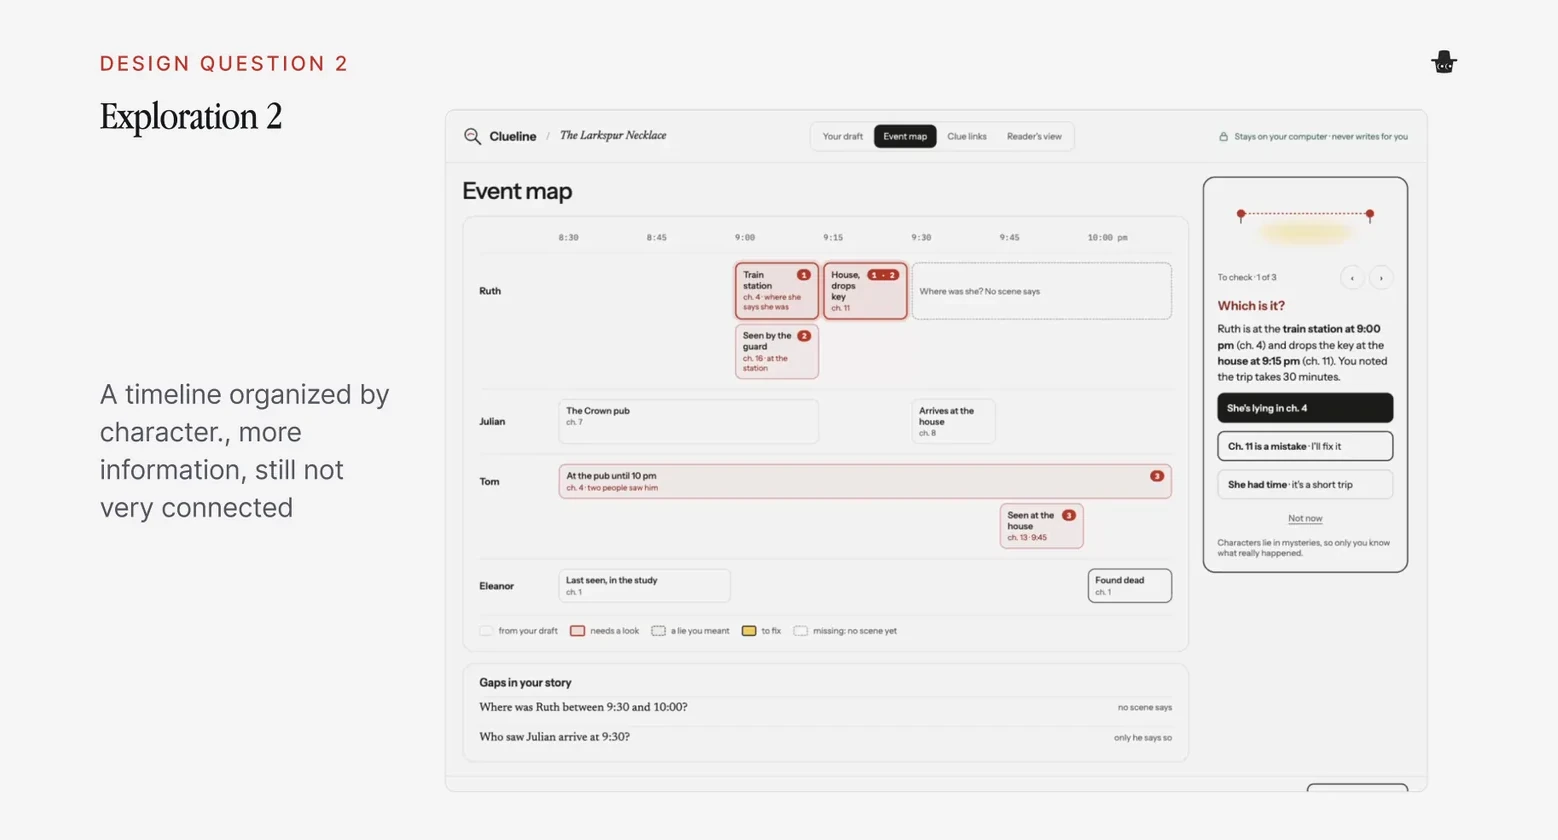 DESIGN QUESTION 2
Exploration 2
A timeline organized by
character., more
information, still not
very connected
Clueline / The Larkspur Necklace
Your draft Event map Clue links Reader's view
Stays on your computer · never writes for you
Event map
8:30 8:45 9:00 9:15 9:30 9:45 10:00 pm
Ruth
Train 1
station
ch. 4 · where she
says she was
House, 1 · 2
drops
key
ch. 11
Where was she? No scene says
Seen by the 2
guard
ch. 16 · at the
station
Julian
The Crown pub
ch. 7
Arrives at the
house
ch. 8
Tom
At the pub until 10 pm 3
ch. 4 · two people saw him
Seen at the 3
house
ch. 13 · 9:45
Eleanor
Last seen, in the study
ch. 1
Found dead
ch. 1
from your draft needs a look a lie you meant to fix missing: no scene yet
Gaps in your story
Where was Ruth between 9:30 and 10:00? no scene says
Who saw Julian arrive at 9:30? only he says so
To check · 1 of 3 ‹ ›
Which is it?
Ruth is at the train station at 9:00
pm (ch. 4) and drops the key at the
house at 9:15 pm (ch. 11). You noted
the trip takes 30 minutes.
She's lying in ch. 4
Ch. 11 is a mistake · I'll fix it
She had time · it's a short trip
Not now
Characters lie in mysteries, so only you know
what really happened.